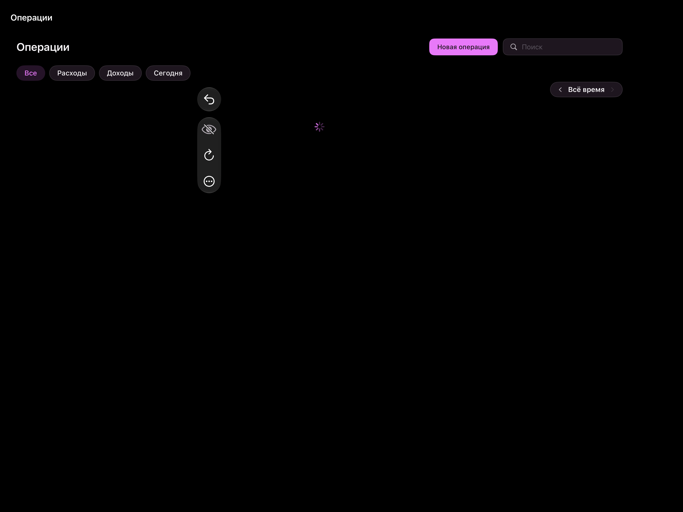 Операции
Операции
Новая операция
Поиск
Все
Расходы
Доходы
Сегодня
Всё время